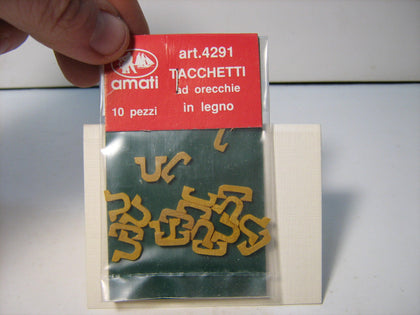 art.4291
TACCHETTI
ad orecchie
in legno
amati
10 pezzi